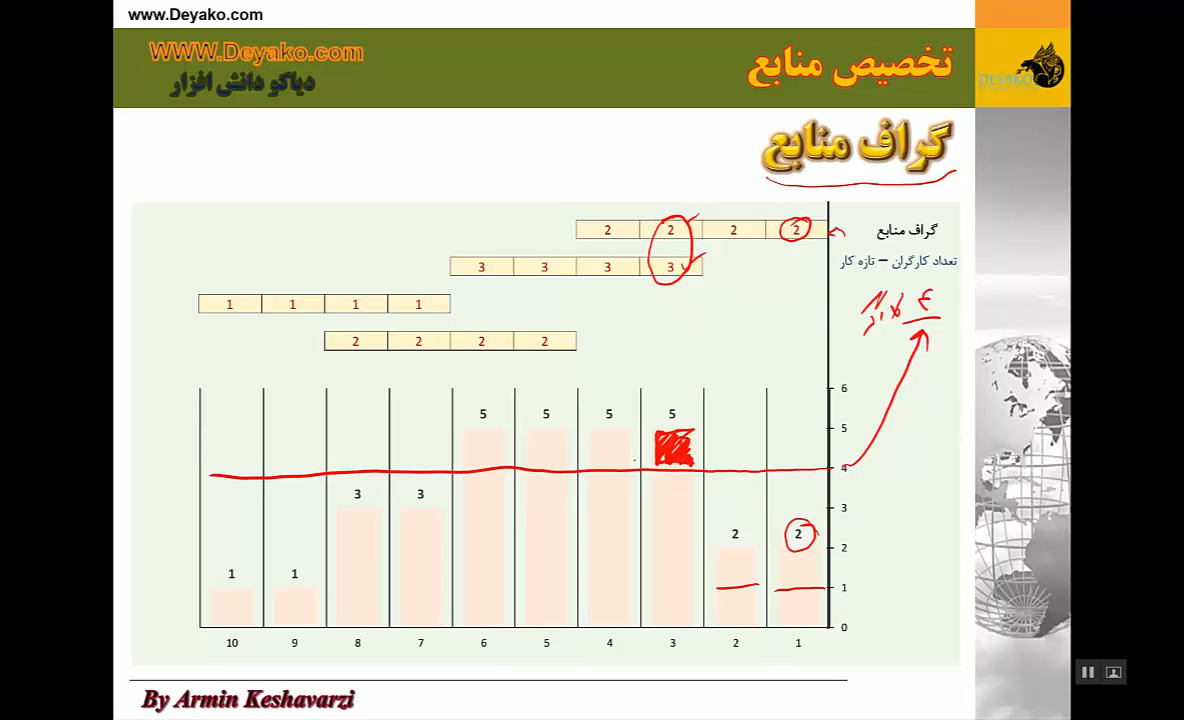 www.Deyako.com
WWW.Deyako.com
دیاکو دانش افزار
تخصیص منابع
DEYAKO
گراف منابع
گراف منابع
تعداد کارگران – تازه کار
2 2 2 2
3 3 3 3
1 1 1 1
2 2 2 2
6
5
4
3
2
1
0
5 5 5 5
3 3
2 2
1 1
10 9 8 7 6 5 4 3 2 1
By Armin Keshavarzi